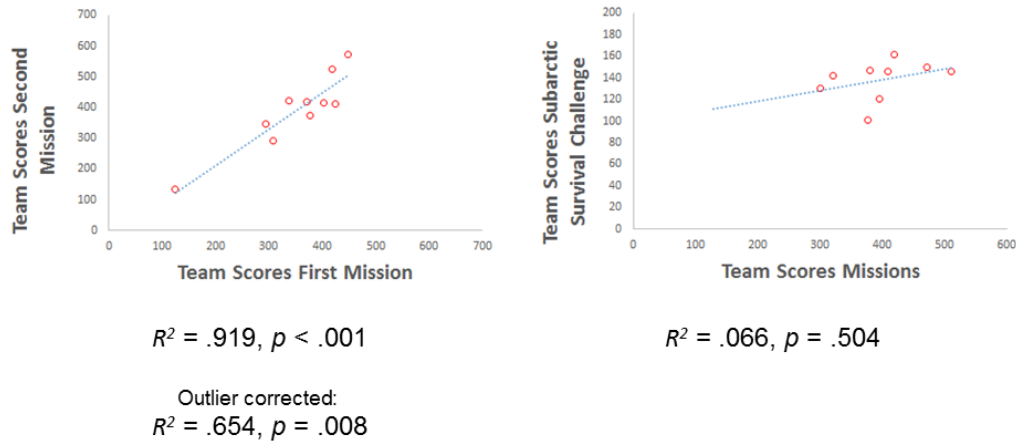 Team Scores Second
Mission
700
600
500
400
300
200
100
0
0 100 200 300 400 500 600 700
Team Scores First Mission
R² = .919, p < .001
Outlier corrected:
R² = .654, p = .008
Team Scores Subarctic
Survival Challenge
200
180
160
140
120
100
80
60
40
20
0
0 100 200 300 400 500 600
Team Scores Missions
R² = .066, p = .504